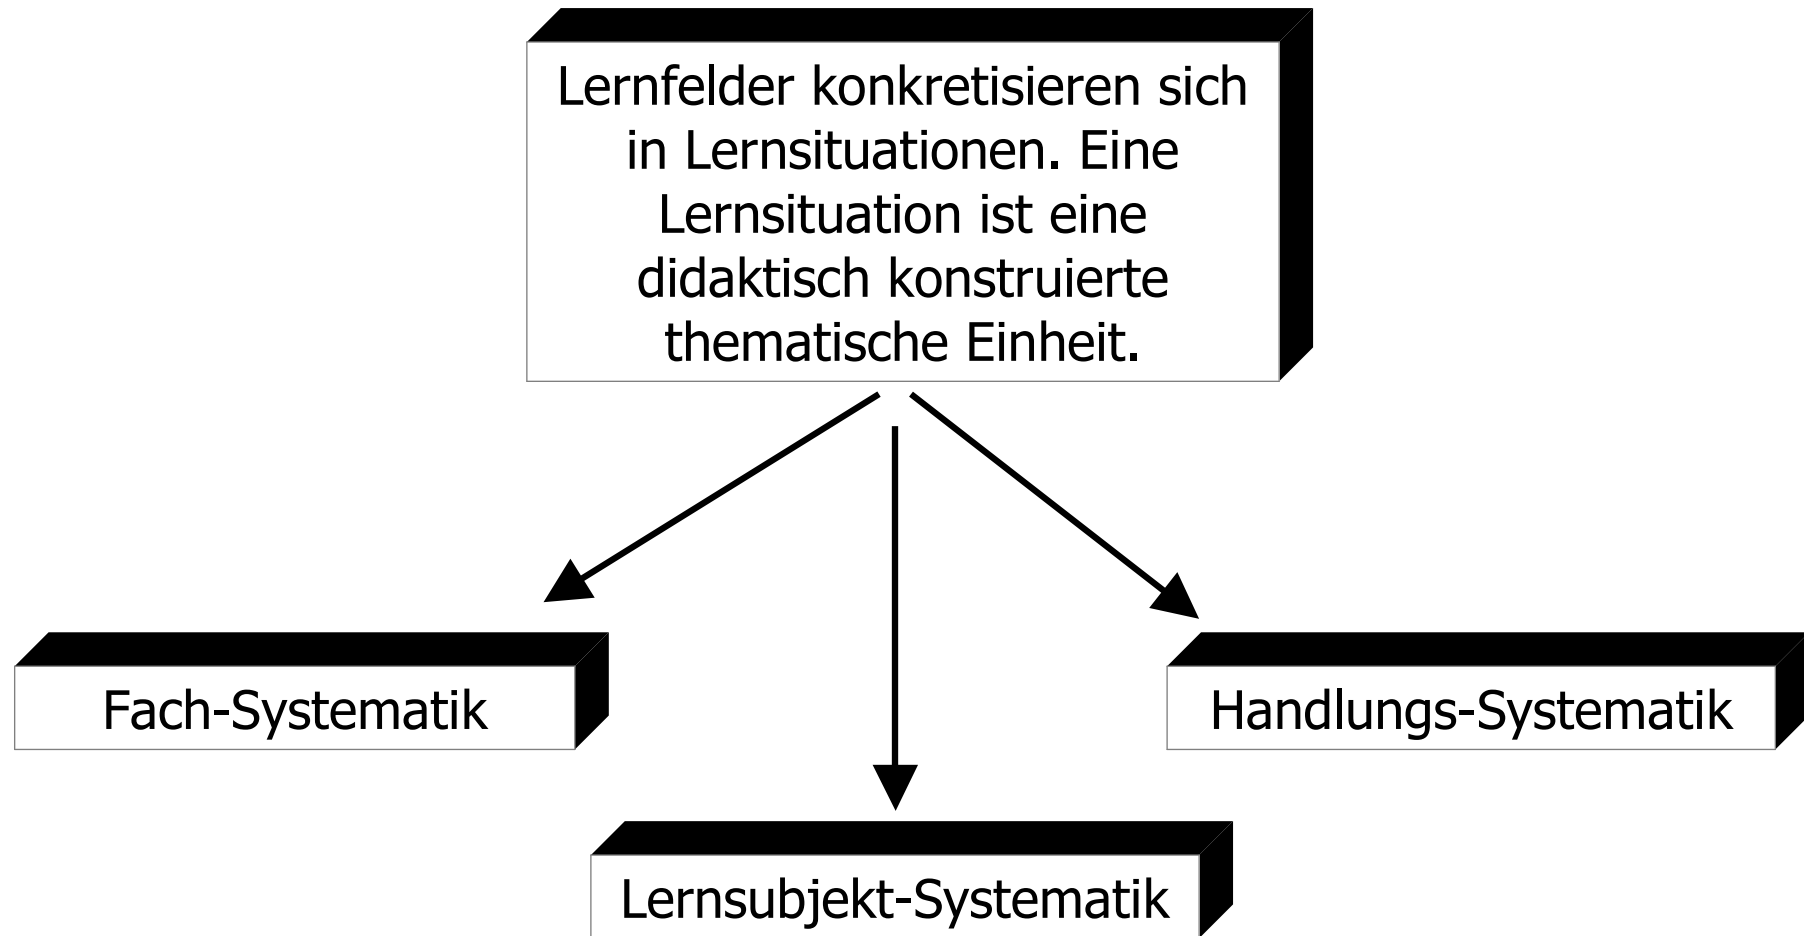 Lernfelder konkretisieren sich
in Lernsituationen. Eine
Lernsituation ist eine
didaktisch konstruierte
thematische Einheit.
Fach-Systematik
Handlungs-Systematik
Lernsubjekt-Systematik